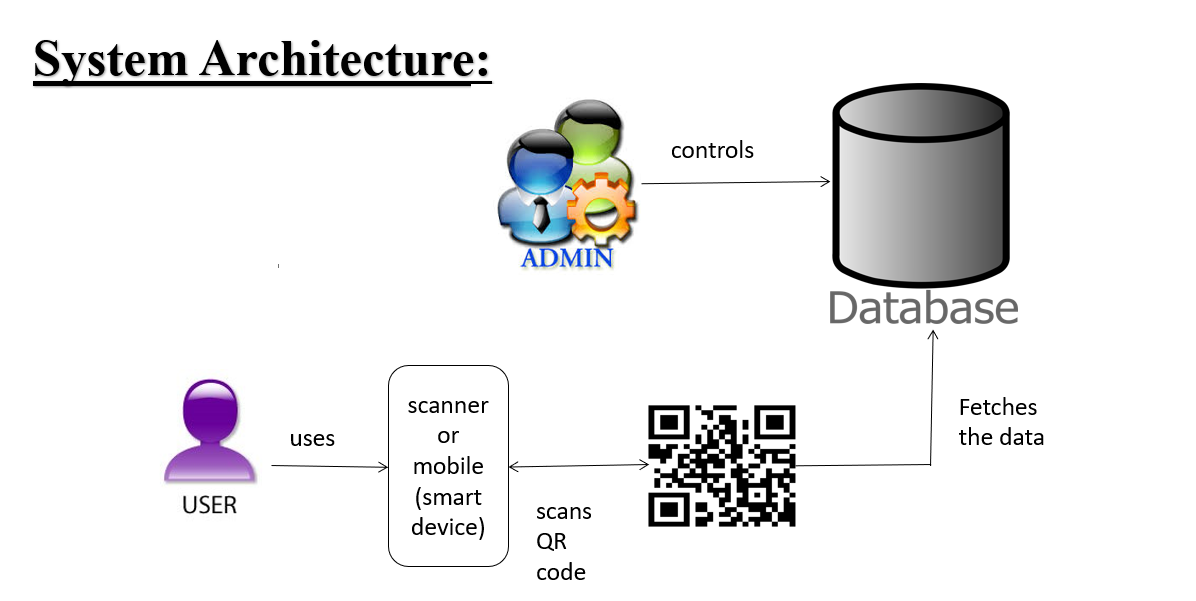 System Architecture:
controls
ADMIN
Database
USER
uses
scanner
or
mobile
(smart
device)
scans
QR
code
Fetches
the data